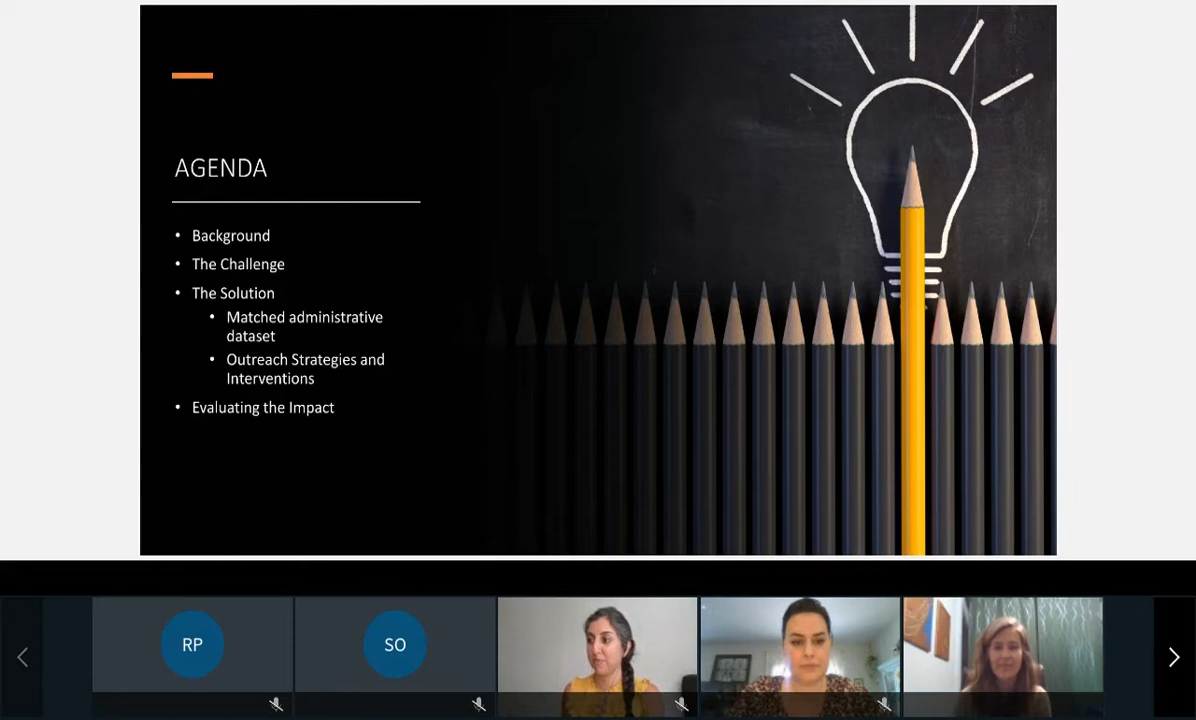 AGENDA
• Background
• The Challenge
• The Solution
• Matched administrative
dataset
• Outreach Strategies and
Interventions
• Evaluating the Impact
RP
SO